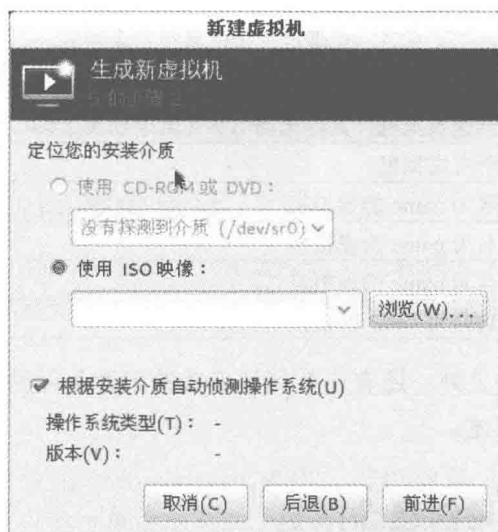 新建虚拟机
生成新虚拟机
定位您的安装介质
使用 CD-ROM 或 DVD：
没有探测到介质 (/dev/sr0)
使用 ISO 映像：
浏览(W)...
根据安装介质自动侦测操作系统(U)
操作系统类型(T)： -
版本(V)： -
取消(C) 后退(B) 前进(F)